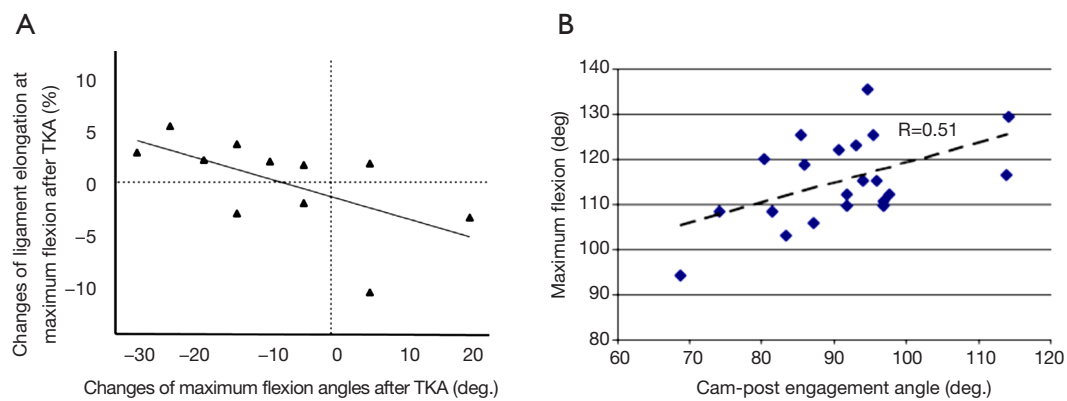 A
Changes of ligament elongation at
maximum flexion after TKA (%)
10
5
0
−5
−10
−30 −20 −10 0 10 20
Changes of maximum flexion angles after TKA (deg.)
B
Maximum flexion (deg)
140
130
120
110
100
90
80
R=0.51
60 70 80 90 100 110 120
Cam-post engagement angle (deg.)